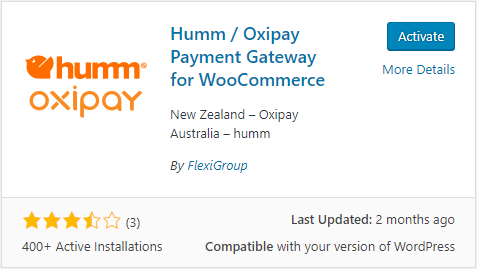 humm®
oxipay
Humm / Oxipay
Payment Gateway
for WooCommerce
Activate
More Details
New Zealand – Oxipay
Australia – humm
By FlexiGroup
(3)
Last Updated: 2 months ago
400+ Active Installations
Compatible with your version of WordPress